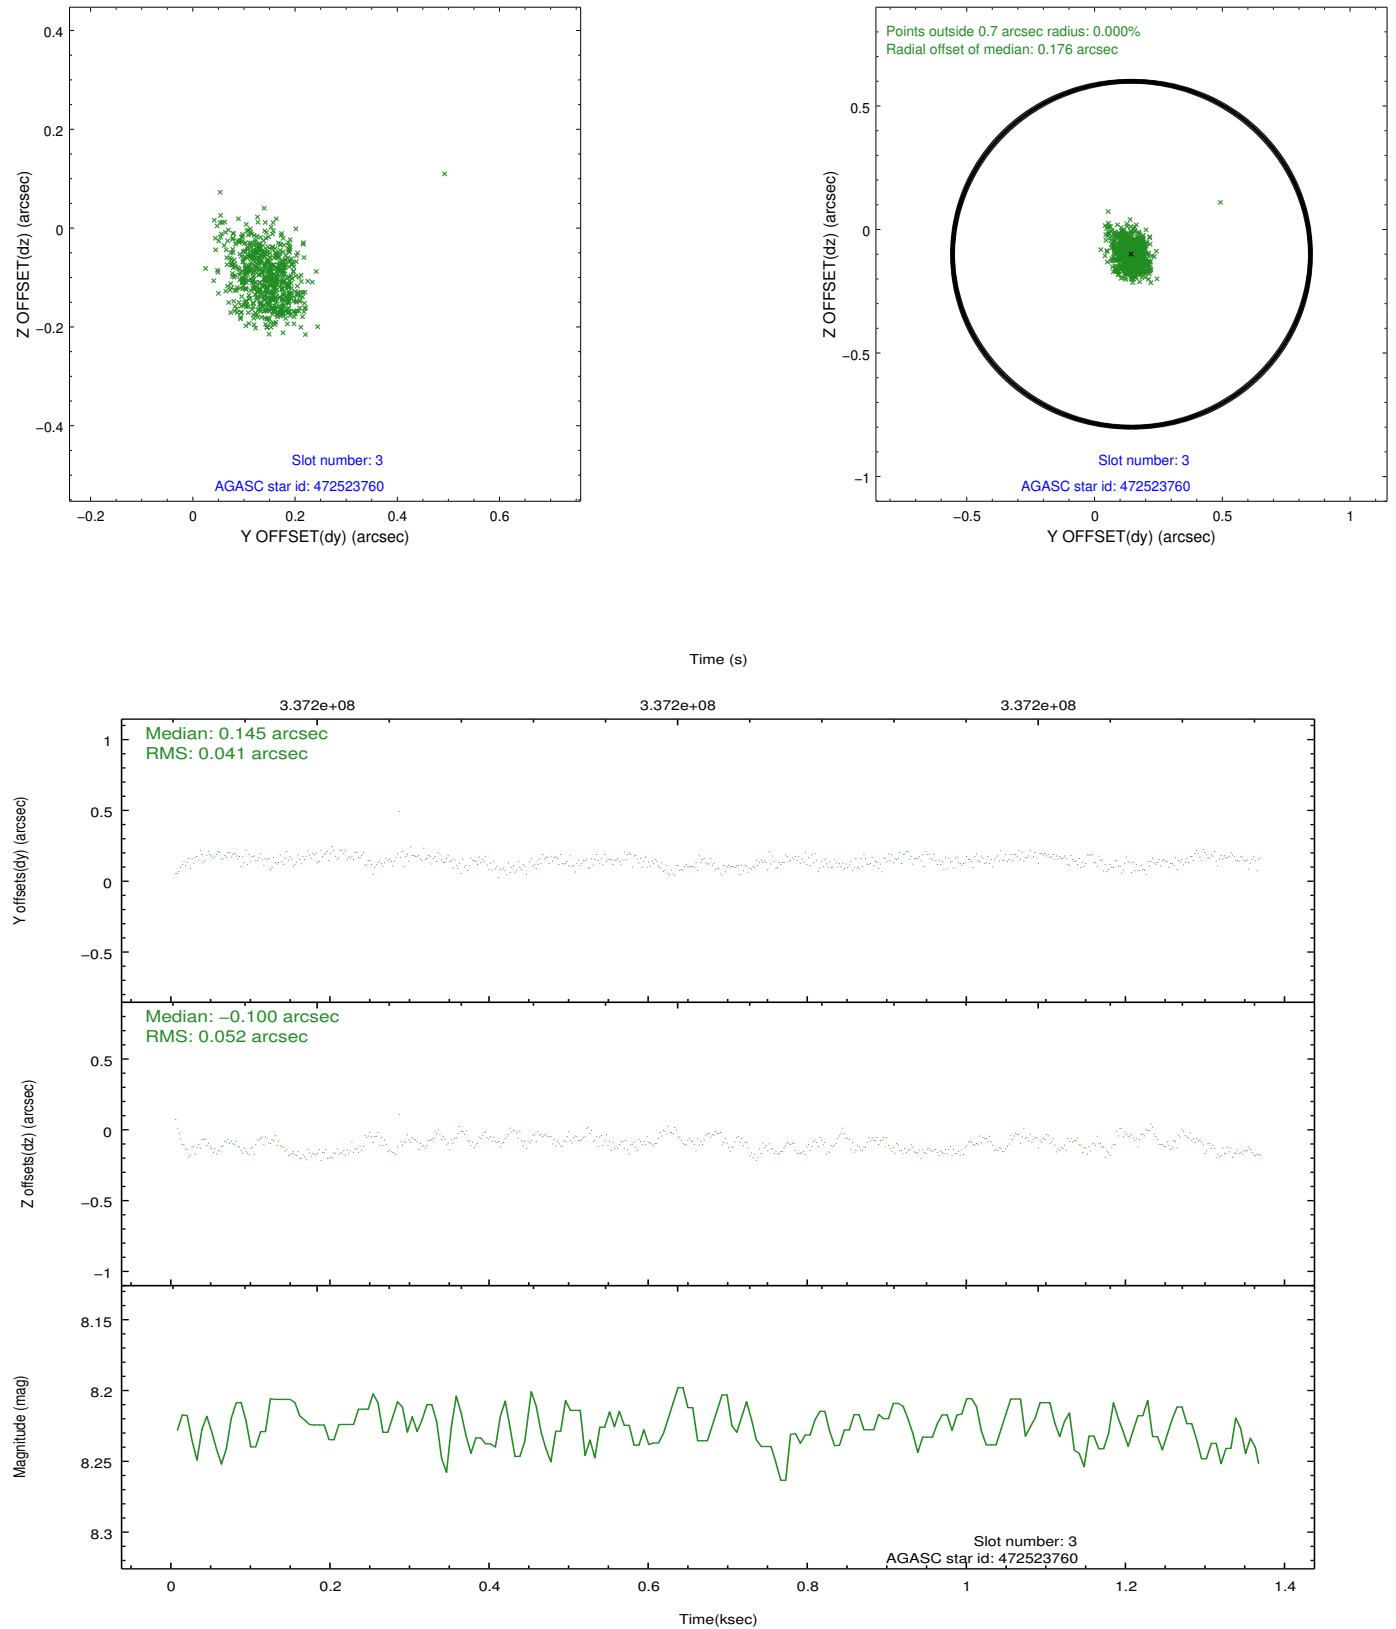 0.4
0.2
0
−0.2
−0.4
Z OFFSET(dz) (arcsec)
Slot number: 3
AGASC star id: 472523760
−0.2
0
0.2
0.4
0.6
Y OFFSET(dy) (arcsec)
Points outside 0.7 arcsec radius: 0.000%
Radial offset of median: 0.176 arcsec
0.5
0
−0.5
−1
Z OFFSET(dz) (arcsec)
Slot number: 3
AGASC star id: 472523760
−0.5
0
0.5
1
Y OFFSET(dy) (arcsec)
Time (s)
3.372e+08
3.372e+08
3.372e+08
Median: 0.145 arcsec
RMS: 0.041 arcsec
1
0.5
0
−0.5
Y offsets(dy) (arcsec)
Median: −0.100 arcsec
RMS: 0.052 arcsec
0.5
0
−0.5
−1
Z offsets(dz) (arcsec)
8.15
8.2
8.25
8.3
Magnitude (mag)
Slot number: 3
AGASC star id: 472523760
0
0.2
0.4
0.6
0.8
1
1.2
1.4
Time(ksec)